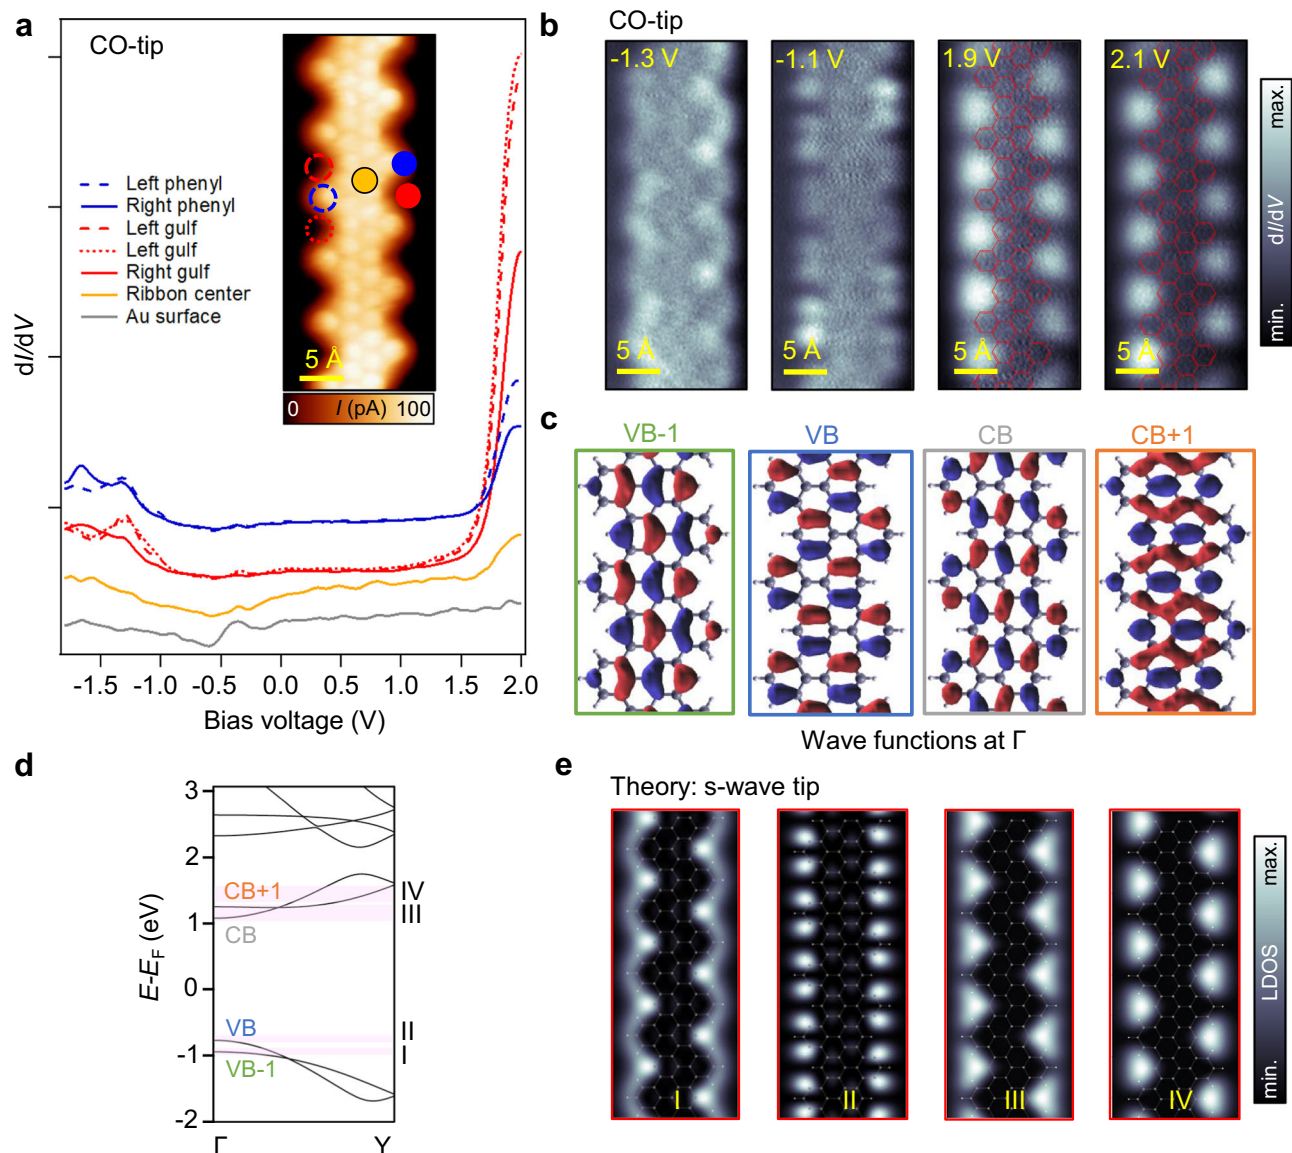 a
CO-tip
Left phenyl
Right phenyl
Left gulf
Left gulf
Right gulf
Ribbon center
Au surface
5 Å
0 I (pA) 100
dI/dV
-1.5 -1.0 -0.5 0.0 0.5 1.0 1.5 2.0
Bias voltage (V)
b
CO-tip
-1.3 V
-1.1 V
1.9 V
2.1 V
5 Å
5 Å
5 Å
5 Å
max.
dI/dV
min.
c
VB-1
VB
CB
CB+1
Wave functions at Γ
d
3
2
1
0
-1
-2
E-EF (eV)
CB+1
CB
VB
VB-1
IV
III
II
I
Γ
Y
e
Theory: s-wave tip
I
II
III
IV
max.
LDOS
min.